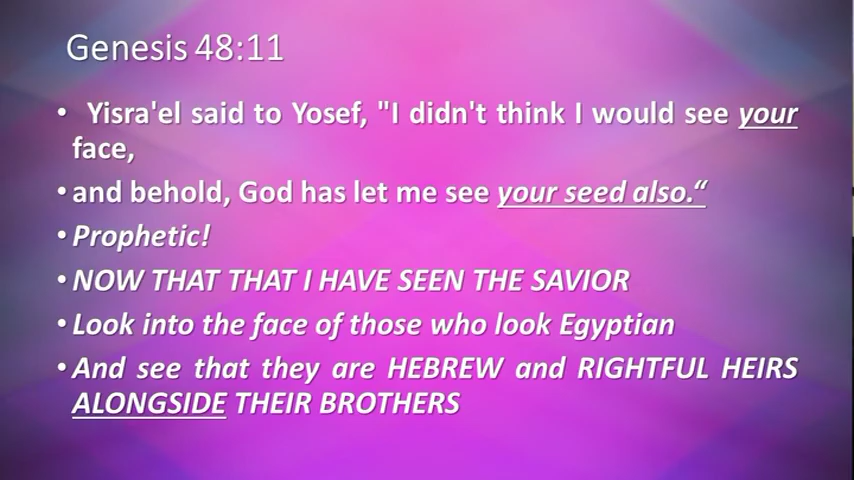 Genesis 48:11
• Yisra'el said to Yosef, "I didn't think I would see your
face,
• and behold, God has let me see your seed also.“
• Prophetic!
• NOW THAT THAT I HAVE SEEN THE SAVIOR
• Look into the face of those who look Egyptian
• And see that they are HEBREW and RIGHTFUL HEIRS
ALONGSIDE THEIR BROTHERS